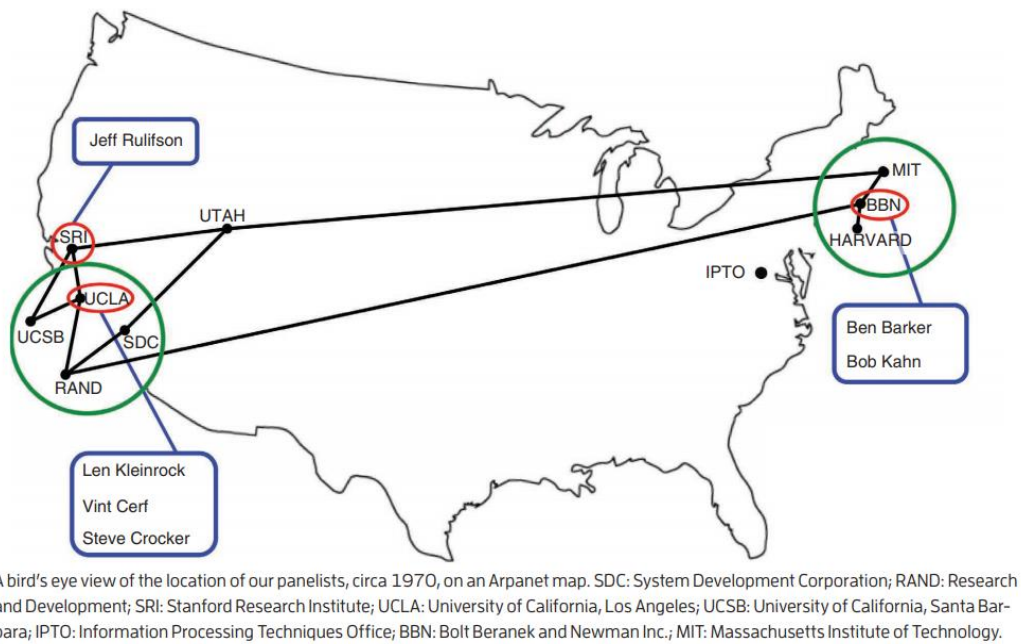 Jeff Rulifson
MIT
UTAH
BBN
SRI
HARVARD
IPTO
UCLA
UCSB
SDC
RAND
Ben Barker
Bob Kahn
Len Kleinrock
Vint Cerf
Steve Crocker
A bird's eye view of the location of our panelists, circa 1970, on an Arpanet map. SDC: System Development Corporation; RAND: Research
and Development; SRI: Stanford Research Institute; UCLA: University of California, Los Angeles; UCSB: University of California, Santa Bar-
bara; IPTO: Information Processing Techniques Office; BBN: Bolt Beranek and Newman Inc.; MIT: Massachusetts Institute of Technology.